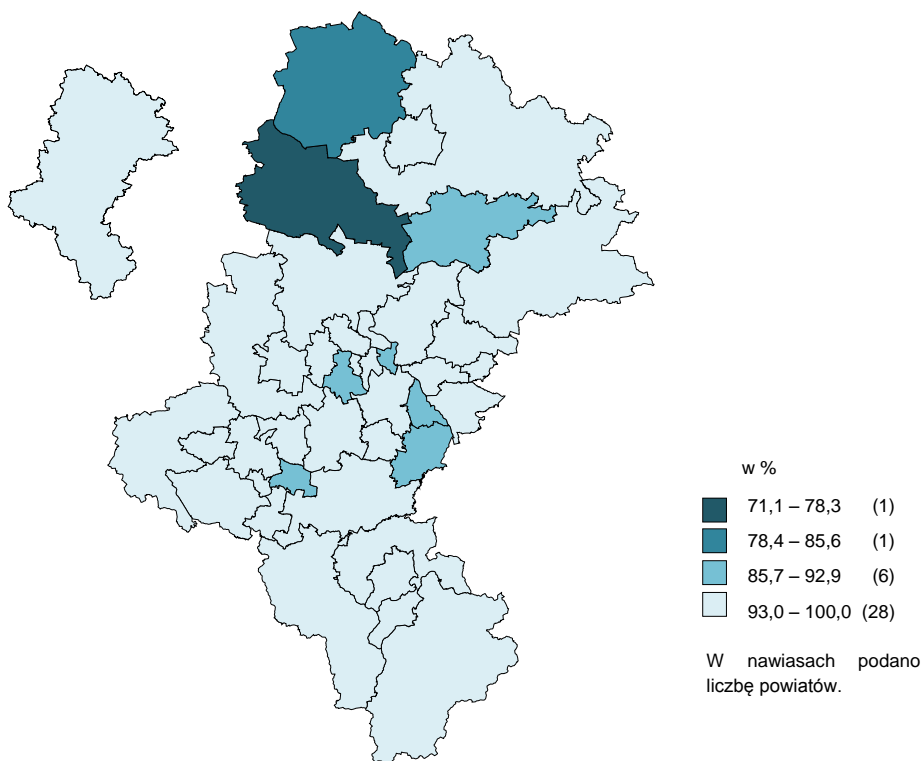 w %
71,1 – 78,3 (1)
78,4 – 85,6 (1)
85,7 – 92,9 (6)
93,0 – 100,0 (28)
W nawiasach podano
liczbę powiatów.